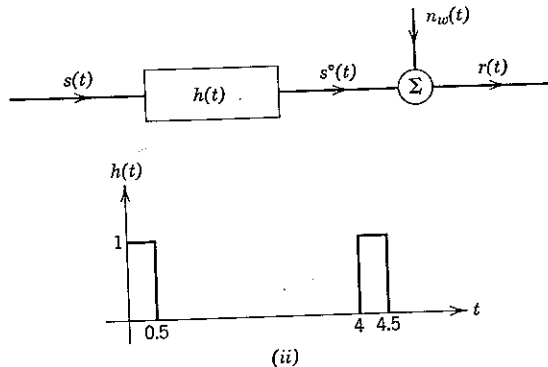 n_w(t)
s(t)
h(t)
s°(t)
Σ
r(t)
h(t)
1
0.5
4
4.5
t
(ii)